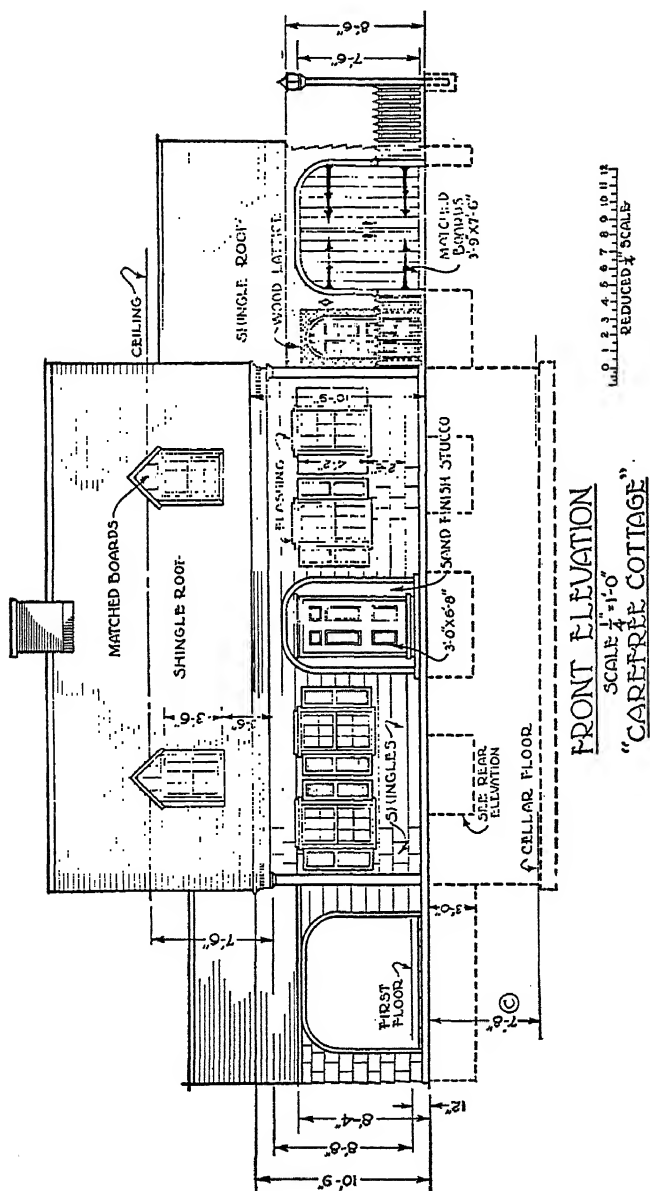 8'-6"
7'-6"
CEILING
SHINGLE ROOF
WOOD LATTICE
MATCHED
BOARDS
3'-9"X7'-6"
MATCHED BOARDS
SHINGLE ROOF
3'-6"
7'-6"
10'-9"
FLASHING
4'-2"
SAND FINISH STUCCO
3'-0"X6'-8"
SHINGLES
FIRST
FLOOR
SEE REAR
ELEVATION
CELLAR FLOOR
3'-0"
7'-8"
©
12"
8'-4"
8'-8"
10'-9"
0 1 2 3 4 5 6 7 8 9 10 11 12
REDUCED ¼" SCALE
FRONT ELEVATION
SCALE ¼"=1'-0"
"CAREFREE COTTAGE"